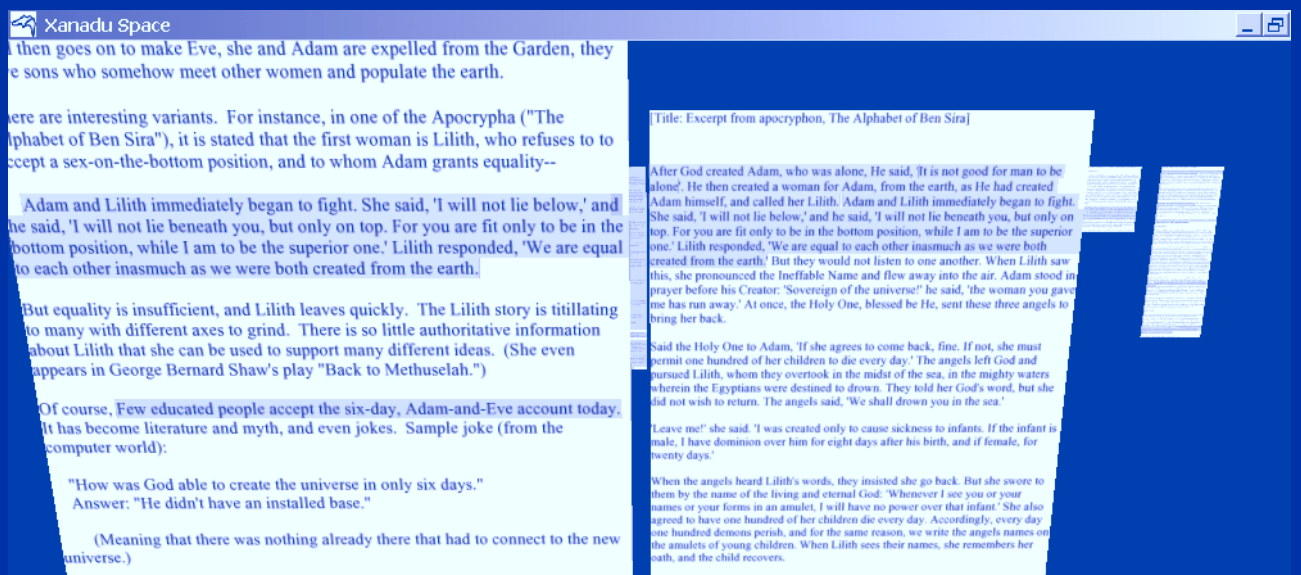 Xanadu Space
then goes on to make Eve, she and Adam are expelled from the Garden, they
e sons who somehow meet other women and populate the earth.
ere are interesting variants. For instance, in one of the Apocrypha ("The
lphabet of Ben Sira"), it is stated that the first woman is Lilith, who refuses to to
ccept a sex-on-the-bottom position, and to whom Adam grants equality--
Adam and Lilith immediately began to fight. She said, 'I will not lie below,' and
he said, 'I will not lie beneath you, but only on top. For you are fit only to be in the
bottom position, while I am to be the superior one.' Lilith responded, 'We are equal
to each other inasmuch as we were both created from the earth.
But equality is insufficient, and Lilith leaves quickly. The Lilith story is titillating
to many with different axes to grind. There is so little authoritative information
about Lilith that she can be used to support many different ideas. (She even
appears in George Bernard Shaw's play "Back to Methuselah.")
Of course, Few educated people accept the six-day, Adam-and-Eve account today.
It has become literature and myth, and even jokes. Sample joke (from the
computer world):
"How was God able to create the universe in only six days."
Answer: "He didn't have an installed base."
(Meaning that there was nothing already there that had to connect to the new
universe.)
[Title: Excerpt from apocryphon, The Alphabet of Ben Sira]
After God created Adam, who was alone, He said, 'It is not good for man to be
alone'. He then created a woman for Adam, from the earth, as He had created
Adam himself, and called her Lilith. Adam and Lilith immediately began to fight.
She said, 'I will not lie below,' and he said, 'I will not lie beneath you, but only on
top. For you are fit only to be in the bottom position, while I am to be the superior
one.' Lilith responded, 'We are equal to each other inasmuch as we were both
created from the earth.' But they would not listen to one another. When Lilith saw
this, she pronounced the Ineffable Name and flew away into the air. Adam stood in
prayer before his Creator: 'Sovereign of the universe!' he said, 'the woman you gave
me has run away.' At once, the Holy One, blessed be He, sent these three angels to
bring her back.
Said the Holy One to Adam, 'If she agrees to come back, fine. If not, she must
permit one hundred of her children to die every day.' The angels left God and
pursued Lilith, whom they overtook in the midst of the sea, in the mighty waters
wherein the Egyptians were destined to drown. They told her God's word, but she
did not wish to return. The angels said, 'We shall drown you in the sea.'
'Leave me!' she said. 'I was created only to cause sickness to infants. If the infant is
male, I have dominion over him for eight days after his birth, and if female, for
twenty days.'
When the angels heard Lilith's words, they insisted she go back. But she swore to
them by the name of the living and eternal God: 'Whenever I see you or your
names or your forms in an amulet, I will have no power over that infant.' She also
agreed to have one hundred of her children die every day. Accordingly, every day
one hundred demons perish, and for the same reason, we write the angels names on
the amulets of young children. When Lilith sees their names, she remembers her
oath, and the child recovers.